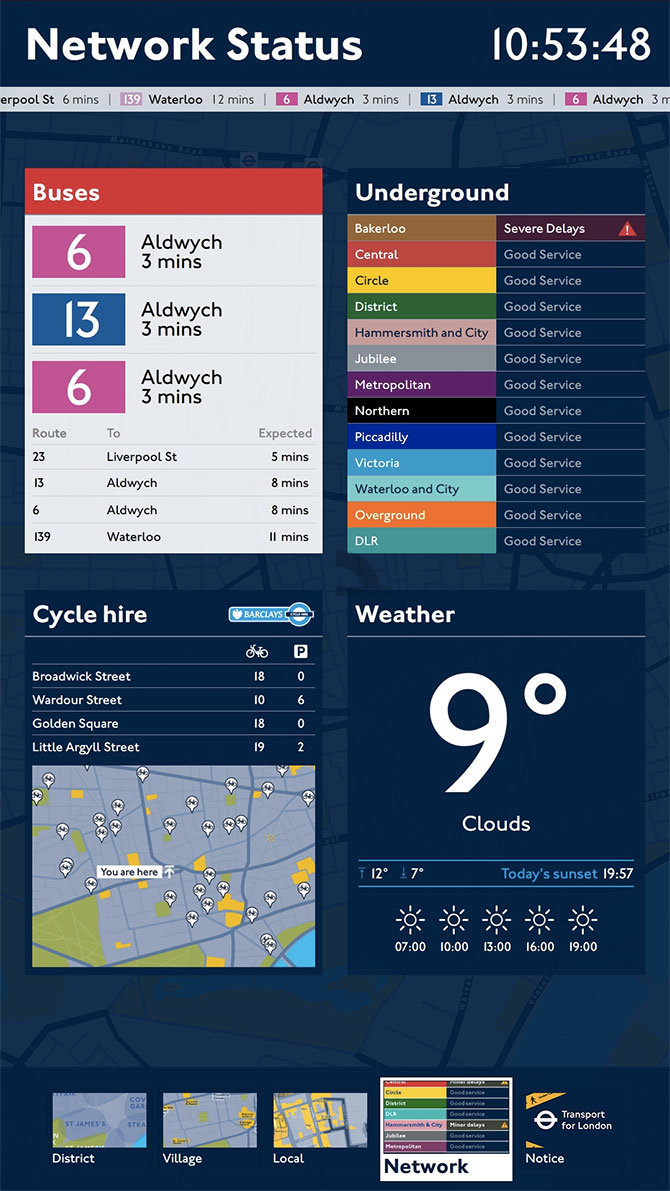 Network Status 10:53:48
erpool St 6 mins | 139 Waterloo 12 mins | 6 Aldwych 3 mins | 13 Aldwych 3 mins | 6 Aldwych 3 m
Buses
6 Aldwych
3 mins
13 Aldwych
3 mins
6 Aldwych
3 mins
Route To Expected
23 Liverpool St 5 mins
13 Aldwych 8 mins
6 Aldwych 8 mins
139 Waterloo 11 mins
Underground
Bakerloo Severe Delays
Central Good Service
Circle Good Service
District Good Service
Hammersmith and City Good Service
Jubilee Good Service
Metropolitan Good Service
Northern Good Service
Piccadilly Good Service
Victoria Good Service
Waterloo and City Good Service
Overground Good Service
DLR Good Service
Cycle hire BARCLAYS CYCLE HIRE
P
Broadwick Street 18 0
Wardour Street 10 6
Golden Square 18 0
Little Argyll Street 19 2
You are here
Weather
9°
Clouds
12° 7° Today's sunset 19:57
07:00 10:00 13:00 16:00 19:00
ST JAMES'S
District
Village
Local
Central Minor delays
Circle Good service
District Good service
DLR Good service
Hammersmith & City Minor delays
Jubilee Good service
Metropolitan Good service
Network
Transport
for London
Notice